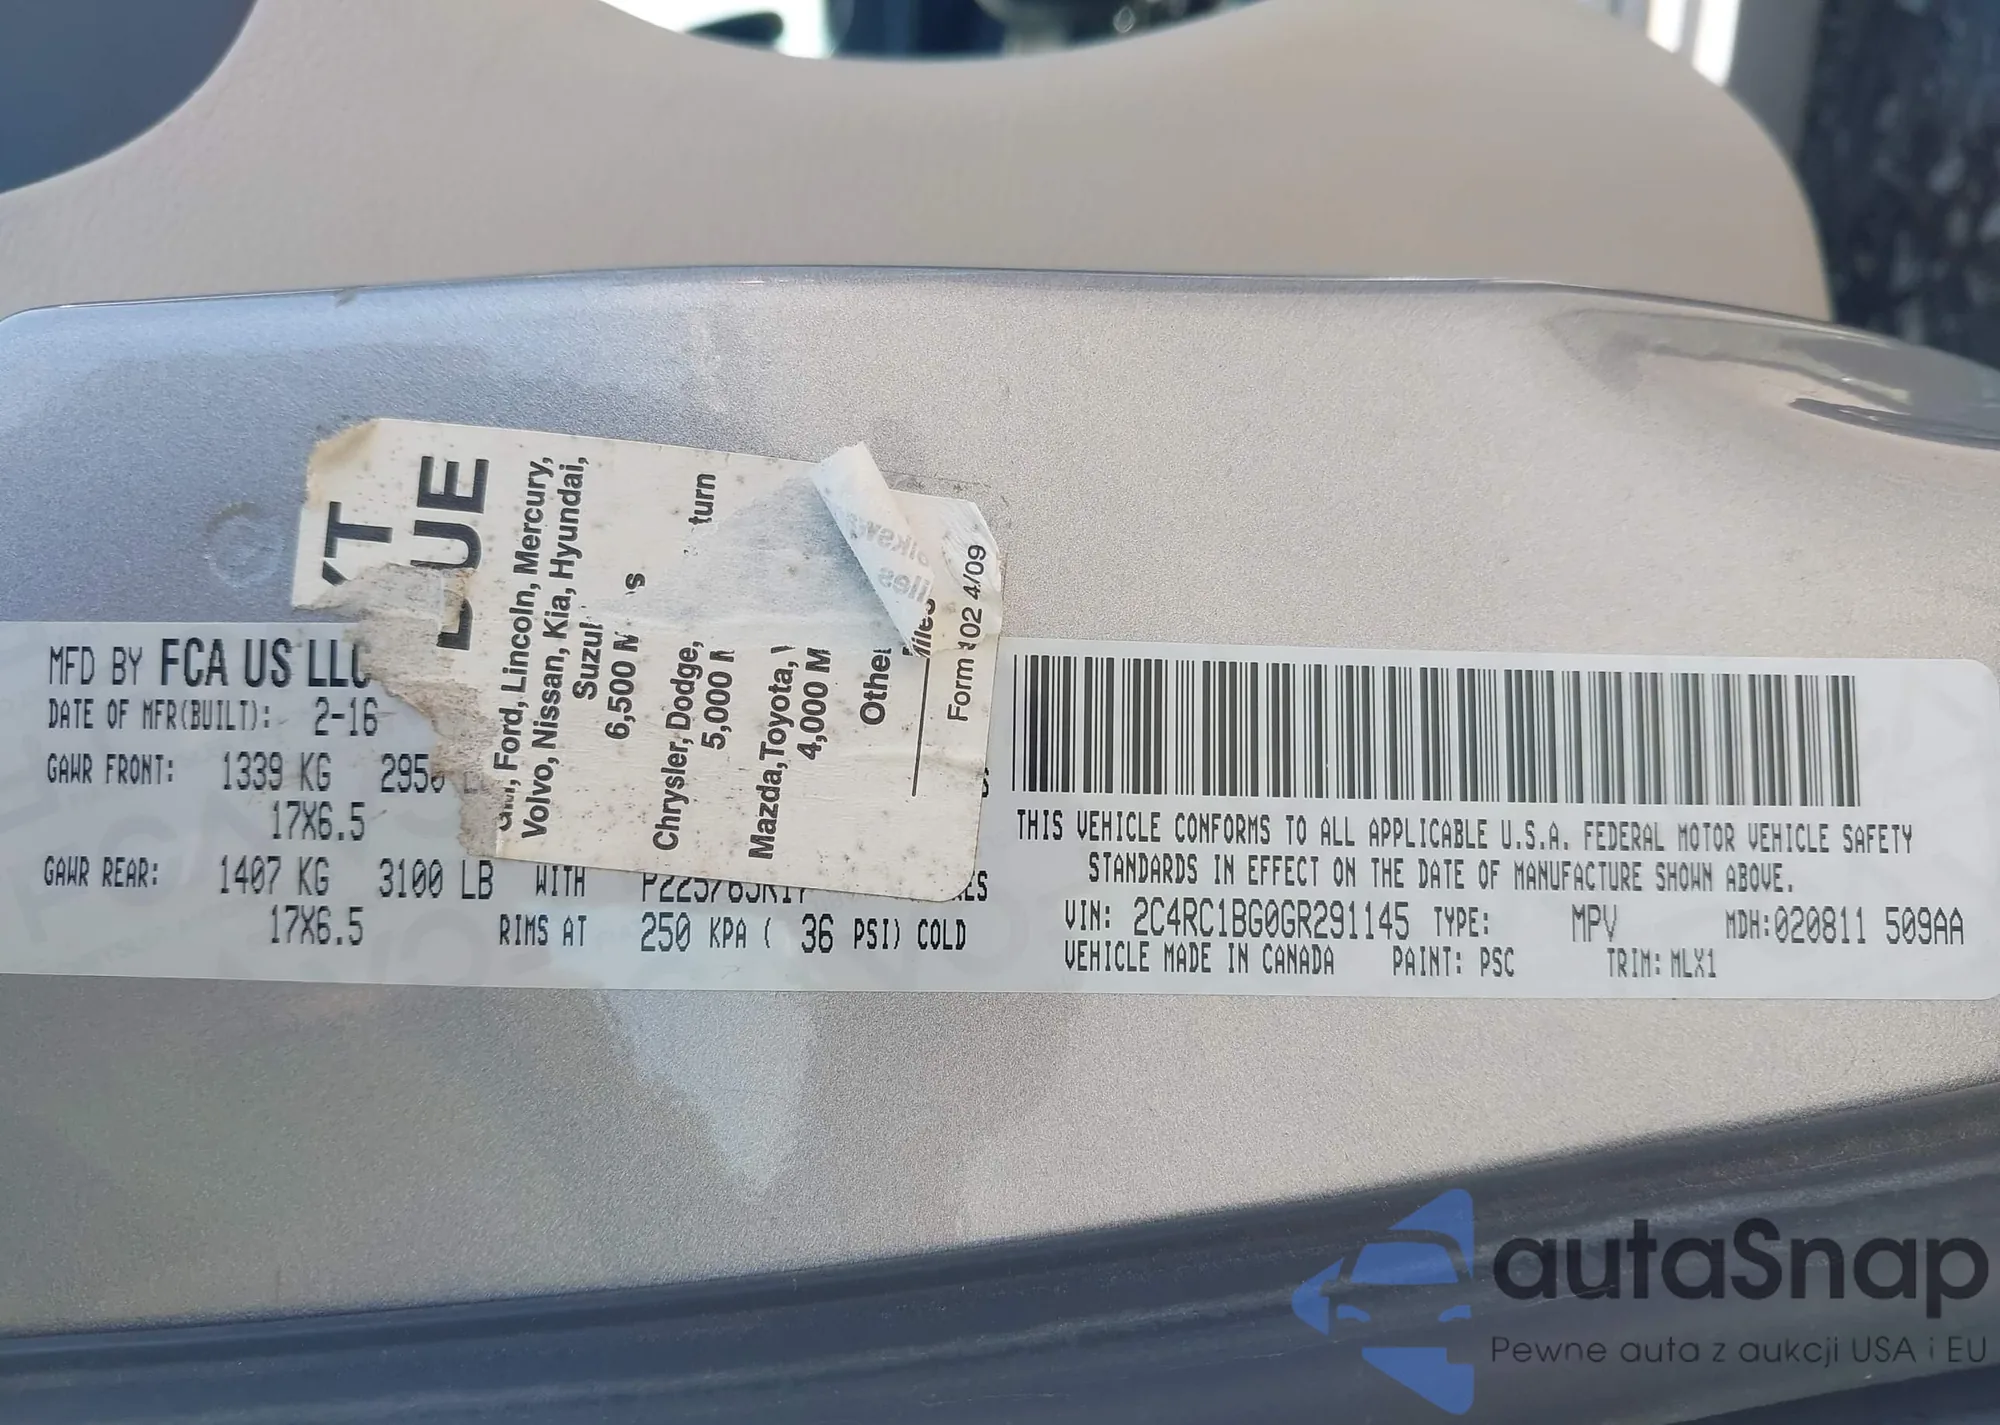 MFD BY FCA US LLC
DATE OF MFR(BUILT): 2-16
GAWR FRONT: 1339 KG 2950
17X6.5
GAWR REAR: 1407 KG 3100 LB WITH
17X6.5 RIMS AT 250 KPA ( 36 PSI) COLD
DUE
Ford, Lincoln, Mercury,
Volvo, Nissan, Kia, Hyundai,
6,500
turn
Chrysler, Dodge,
5,000
Mazda, Toyota,
4,000 M
Miles
Form 102 4/09
THIS VEHICLE CONFORMS TO ALL APPLICABLE U.S.A. FEDERAL MOTOR VEHICLE SAFETY
STANDARDS IN EFFECT ON THE DATE OF MANUFACTURE SHOWN ABOVE.
VIN: 2C4RC1BG0GR291145 TYPE: MPV MDH:020811 509AA
VEHICLE MADE IN CANADA PAINT: PSC TRIM: MLX1
autaSnap
Pewne auta z aukcji USA i EU